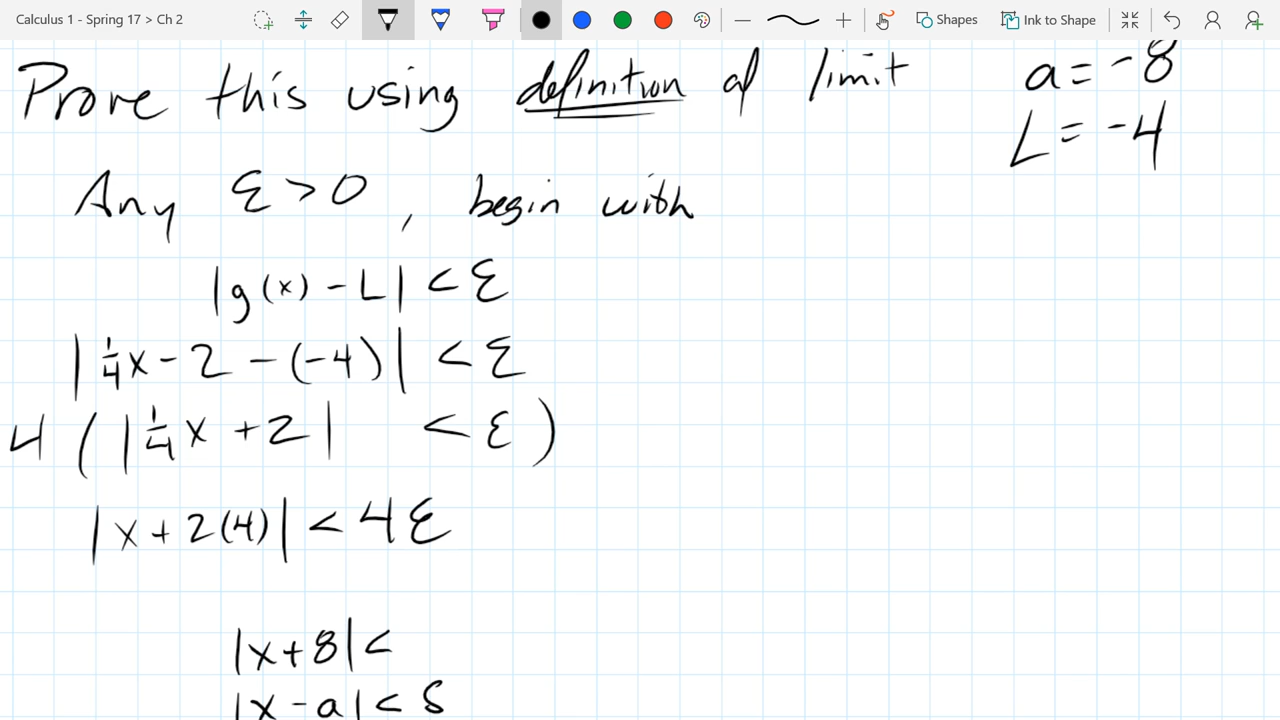 Calculus 1 - Spring 17 > Ch 2
Shapes
Ink to Shape
Prove this using definition of limit
a = -8
L = -4
Any ε > 0, begin with
|g(x) - L| < ε
|1/4x - 2 - (-4)| < ε
4 ( |1/4x + 2| < ε )
|x + 2(4)| < 4ε
|x + 8| <
|x - a| < δ